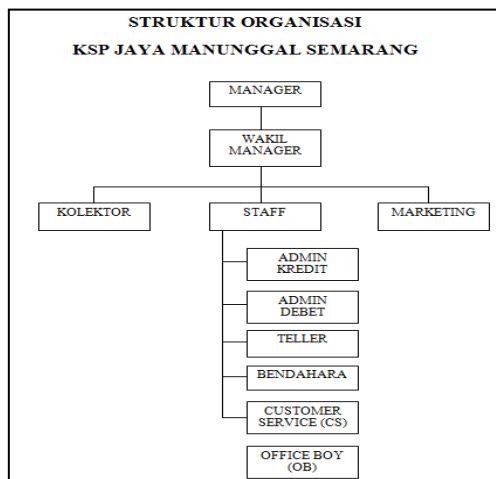 STRUKTUR ORGANISASI
KSP JAYA MANUNGGAL SEMARANG
MANAGER
WAKIL
MANAGER
KOLEKTOR
STAFF
MARKETING
ADMIN
KREDIT
ADMIN
DEBET
TELLER
BENDAHARA
CUSTOMER
SERVICE (CS)
OFFICE BOY
(OB)